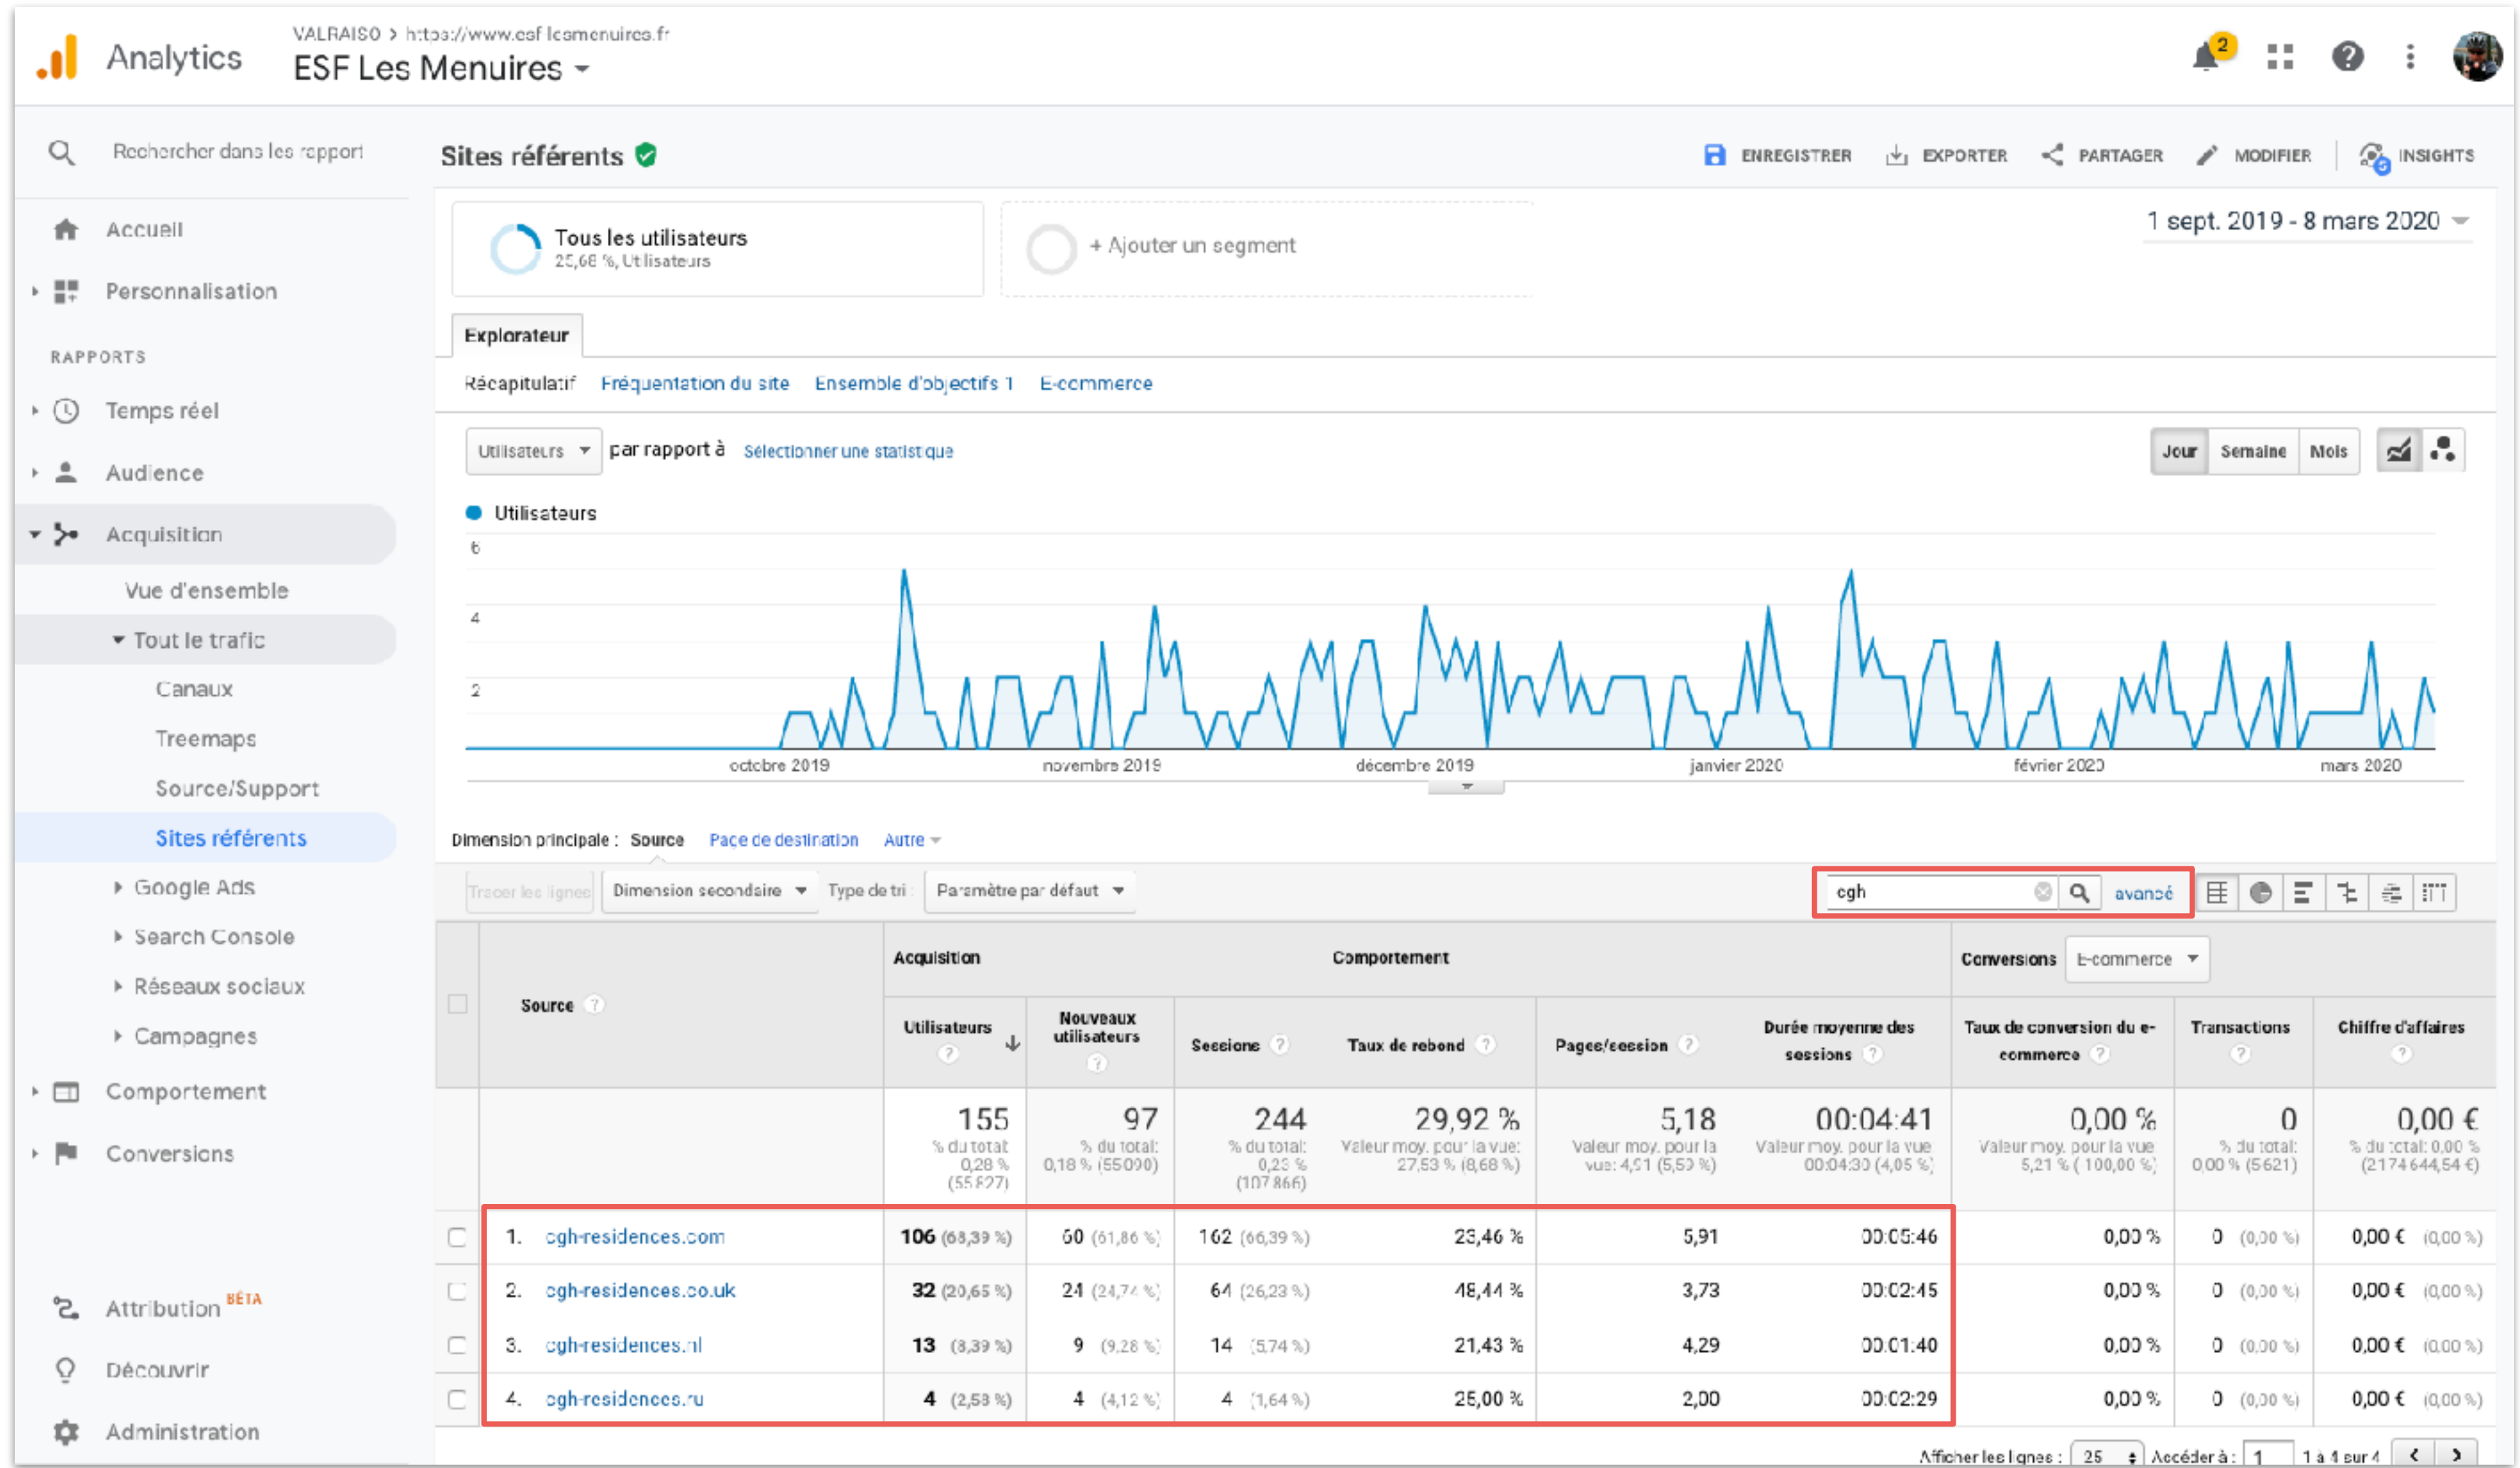 Analytics
VALRAISO > https://www.esf-lesmenuires.fr
ESF Les Menuires
2
Rechercher dans les rapport
Accueil
Personnalisation
RAPPORTS
Temps réel
Audience
Acquisition
Vue d'ensemble
Tout le trafic
Canaux
Treemaps
Source/Support
Sites référents
Google Ads
Search Console
Réseaux sociaux
Campagnes
Comportement
Conversions
Attribution BÊTA
Découvrir
Administration
Sites référents
ENREGISTRER EXPORTER PARTAGER MODIFIER INSIGHTS
Tous les utilisateurs
25,68 %, Utilisateurs
+ Ajouter un segment
1 sept. 2019 - 8 mars 2020
Explorateur
Récapitulatif Fréquentation du site Ensemble d'objectifs 1 E-commerce
Utilisateurs par rapport à Sélectionner une statistique
Jour Semaine Mois
Utilisateurs
6
4
2
octobre 2019 novembre 2019 décembre 2019 janvier 2020 février 2020 mars 2020
Dimension principale : Source Page de destination Autre
Tracer les lignes Dimension secondaire Type de tri : Paramètre par défaut
cgh avancé
Acquisition Comportement Conversions E-commerce
Source ? Utilisateurs ? Nouveaux utilisateurs ? Sessions ? Taux de rebond ? Pages/session ? Durée moyenne des sessions ? Taux de conversion du e-commerce ? Transactions ? Chiffre d'affaires ?
155 97 244 29,92 % 5,18 00:04:41 0,00 % 0 0,00 €
% du total: 0,28 % (55 827) % du total: 0,18 % (55 090) % du total: 0,23 % (107 866) Valeur moy. pour la vue: 27,53 % (8,68 %) Valeur moy. pour la vue: 4,91 (5,59 %) Valeur moy. pour la vue: 00:04:30 (4,05 %) Valeur moy. pour la vue: 5,21 % (-100,00 %) % du total: 0,00 % (5 621) % du total: 0,00 % (2 174 644,54 €)
1. cgh-residences.com 106 (68,39 %) 60 (61,86 %) 162 (66,39 %) 23,46 % 5,91 00:05:46 0,00 % 0 (0,00 %) 0,00 € (0,00 %)
2. cgh-residences.co.uk 32 (20,65 %) 24 (24,74 %) 64 (26,23 %) 48,44 % 3,73 00:02:45 0,00 % 0 (0,00 %) 0,00 € (0,00 %)
3. cgh-residences.nl 13 (8,39 %) 9 (9,28 %) 14 (5,74 %) 21,43 % 4,29 00:01:40 0,00 % 0 (0,00 %) 0,00 € (0,00 %)
4. cgh-residences.ru 4 (2,58 %) 4 (4,12 %) 4 (1,64 %) 25,00 % 2,00 00:02:29 0,00 % 0 (0,00 %) 0,00 € (0,00 %)
Afficher les lignes : 25 Accéder à : 1 1 à 4 sur 4